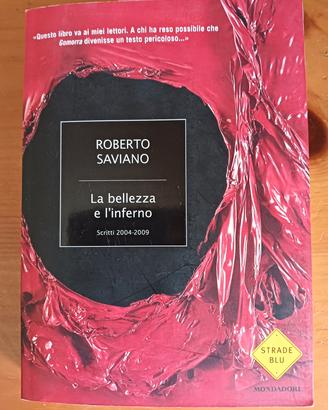 «Questo libro va ai miei lettori. A chi ha reso possibile che
Gomorra divenisse un testo pericoloso...»
ROBERTO
SAVIANO
La bellezza
e l'inferno
Scritti 2004-2009
STRADE
BLU
MONDADORI